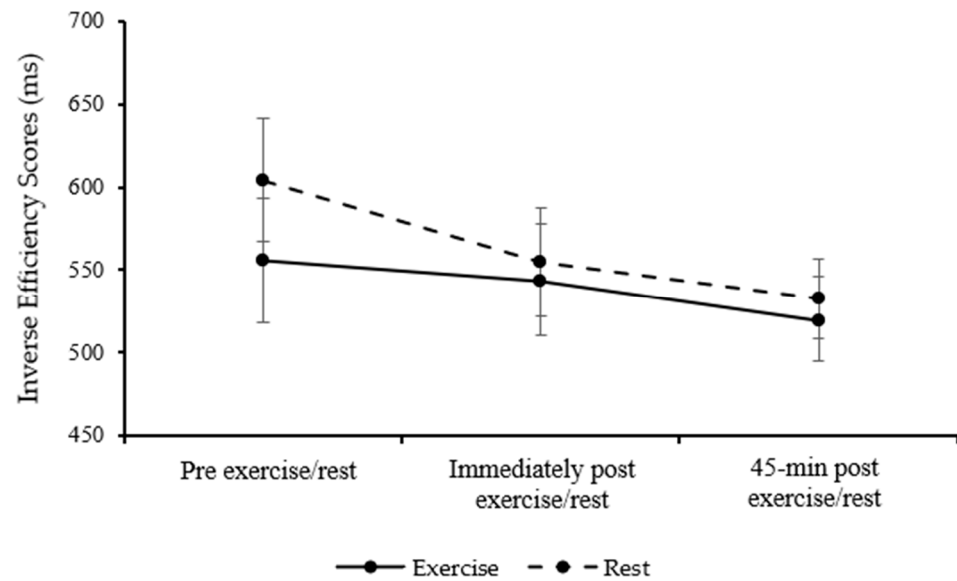 700
650
600
550
500
450
Inverse Efficiency Scores (ms)
Pre exercise/rest
Immediately post
exercise/rest
45-min post
exercise/rest
Exercise
Rest